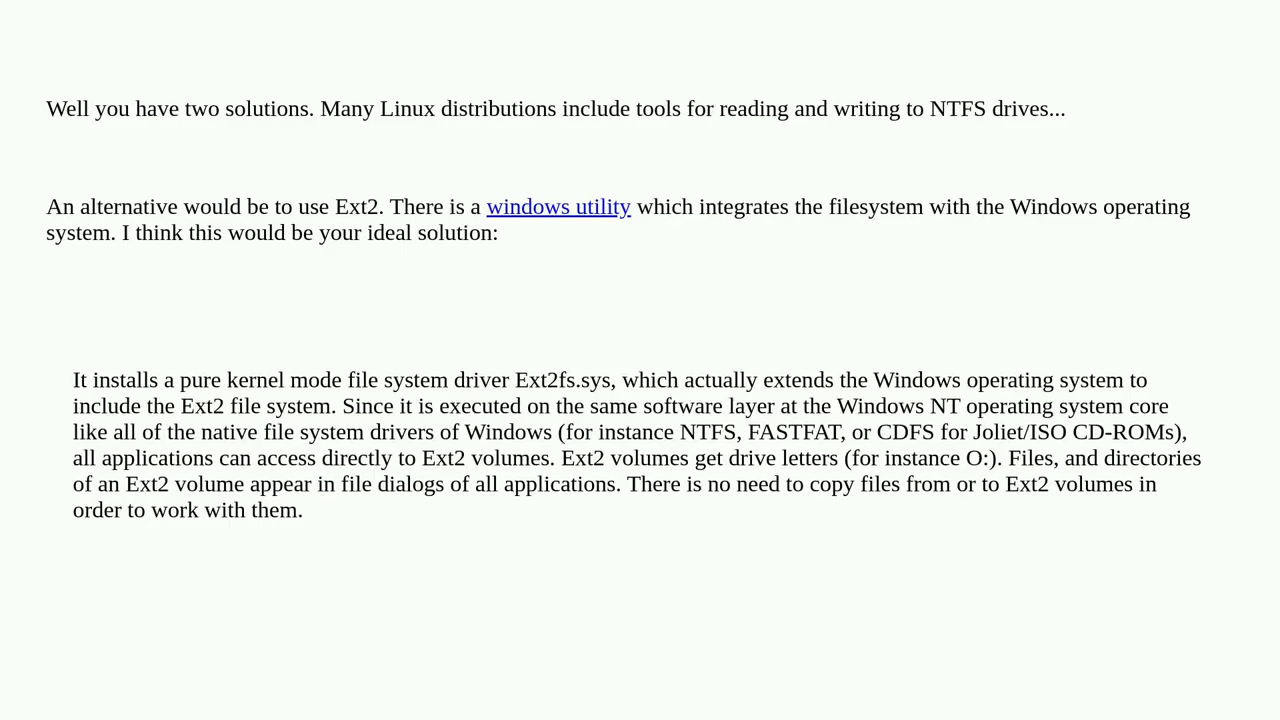 Well you have two solutions. Many Linux distributions include tools for reading and writing to NTFS drives...
An alternative would be to use Ext2. There is a windows utility which integrates the filesystem with the Windows operating
system. I think this would be your ideal solution:
It installs a pure kernel mode file system driver Ext2fs.sys, which actually extends the Windows operating system to
include the Ext2 file system. Since it is executed on the same software layer at the Windows NT operating system core
like all of the native file system drivers of Windows (for instance NTFS, FASTFAT, or CDFS for Joliet/ISO CD-ROMs),
all applications can access directly to Ext2 volumes. Ext2 volumes get drive letters (for instance O:). Files, and directories
of an Ext2 volume appear in file dialogs of all applications. There is no need to copy files from or to Ext2 volumes in
order to work with them.